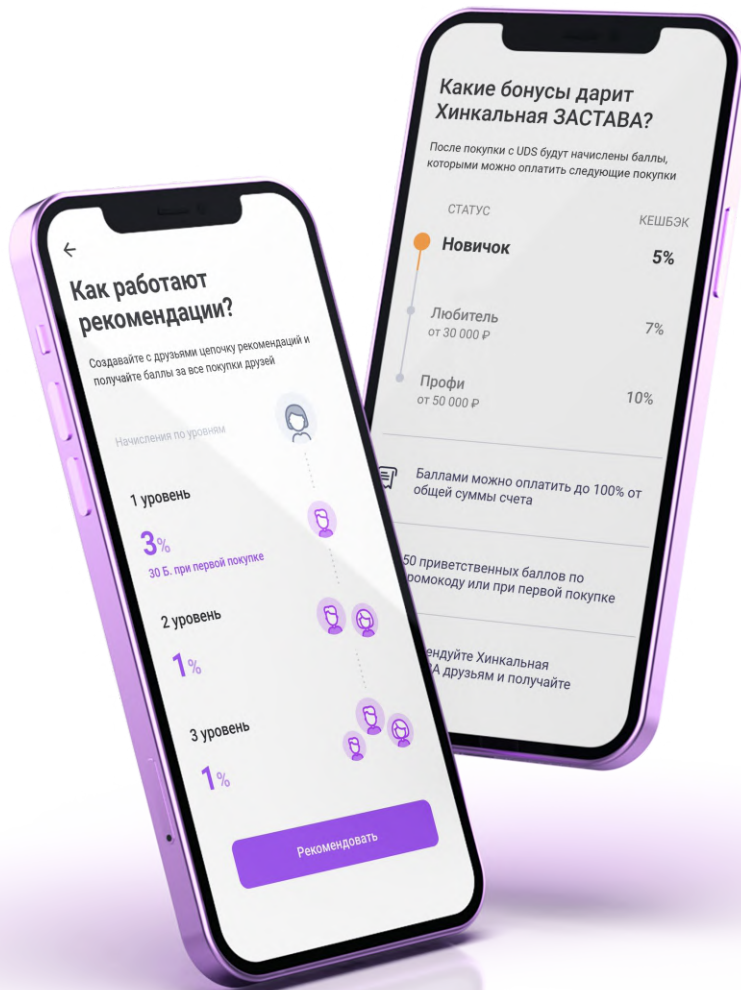 Как работают
рекомендации?
Создавайте с друзьями цепочку рекомендаций и
получайте баллы за все покупки друзей
Начисления по уровням
1 уровень
3%
30 Б. при первой покупке
2 уровень
1%
3 уровень
1%
Рекомендовать
Какие бонусы дарит
Хинкальная ЗАСТАВА?
После покупки с UDS будут начислены баллы,
которыми можно оплатить следующие покупки
СТАТУС КЕШБЭК
Новичок 5%
Любитель 7%
от 30 000 ₽
Профи 10%
от 50 000 ₽
Баллами можно оплатить до 100% от
общей суммы счета
50 приветственных баллов по
ромокоду или при первой покупке
ендуйте Хинкальная
ВА друзьям и получайте